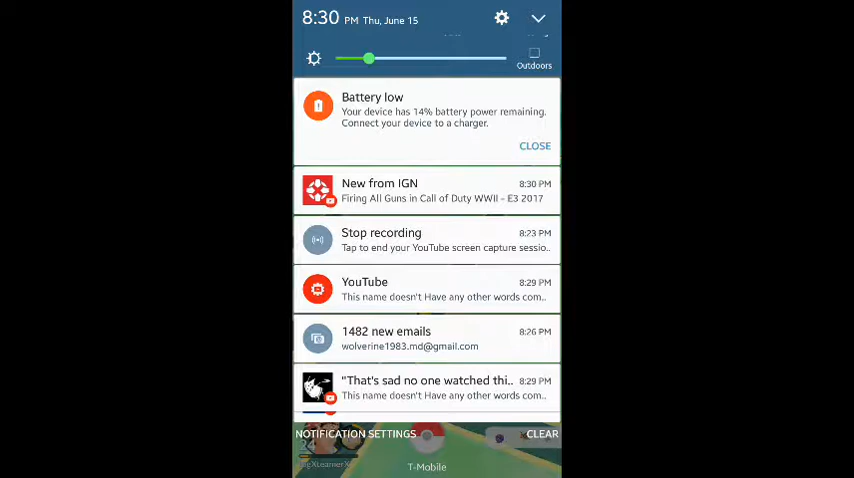 8:30 PM Thu, June 15
Outdoors
Battery low
Your device has 14% battery power remaining.
Connect your device to a charger.
CLOSE
New from IGN 8:30 PM
Firing All Guns in Call of Duty WWII – E3 2017
Stop recording 8:23 PM
Tap to end your YouTube screen capture sessio..
YouTube 8:29 PM
This name doesn't Have any other words com..
1482 new emails 8:26 PM
wolverine1983.md@gmail.com
"That's sad no one watched thi.. 8:29 PM
This name doesn't Have any other words com..
NOTIFICATION SETTINGS CLEAR
24
T-Mobile